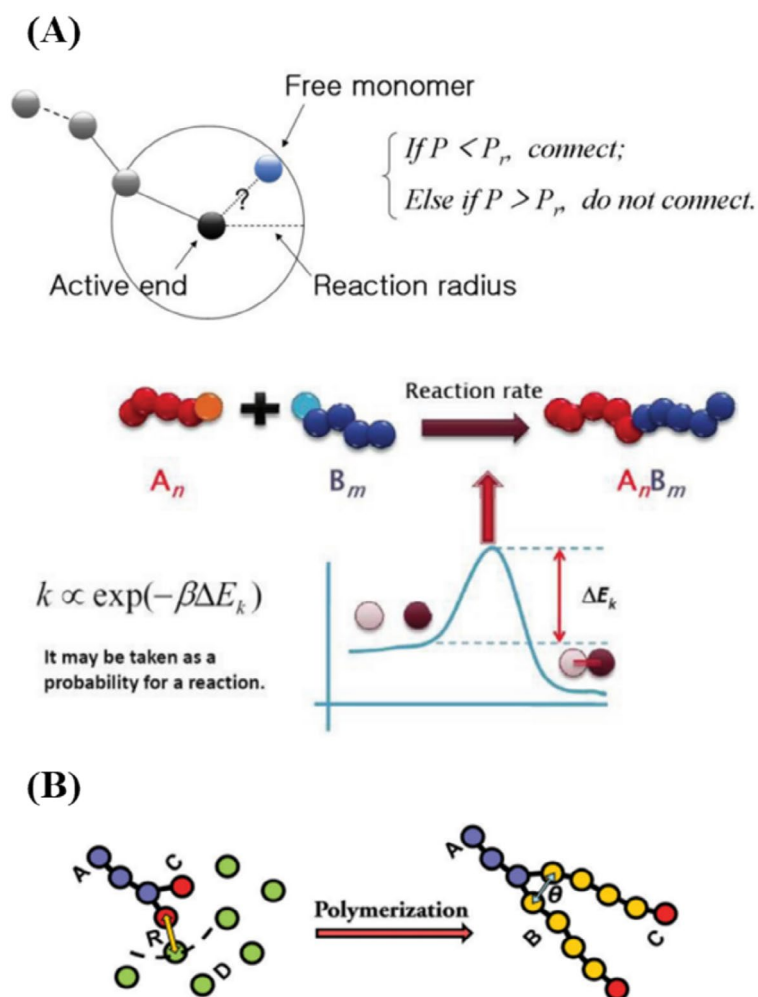 (A)
Free monomer
If P < Pr, connect;
Else if P > Pr, do not connect.
?
Active end
Reaction radius
Reaction rate
An
Bm
AnBm
k ∝ exp(−βΔEk)
ΔEk
It may be taken as a
probability for a reaction.
(B)
A
C
R
D
Polymerization
A
θ
B
C